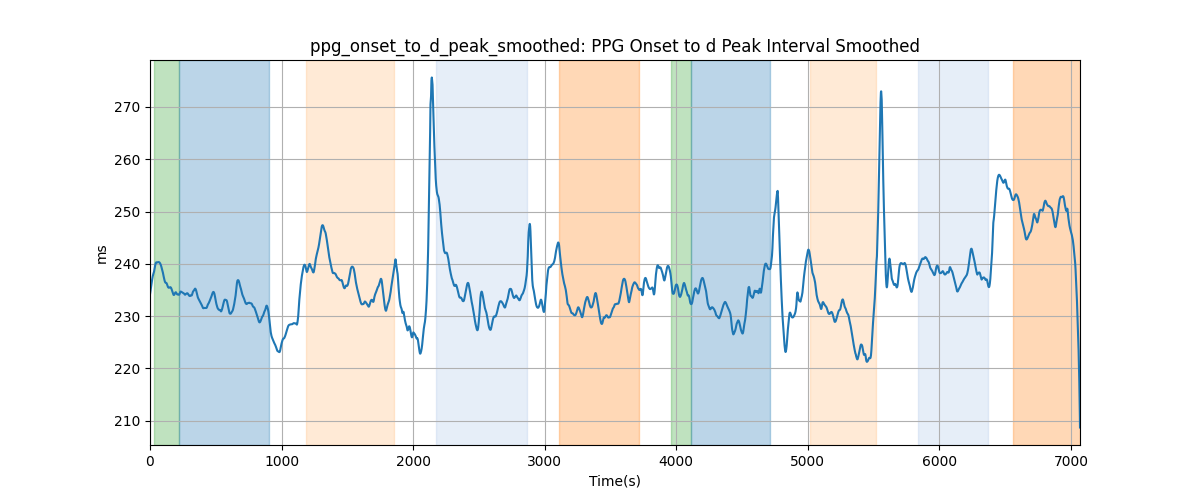 ppg_onset_to_d_peak_smoothed: PPG Onset to d Peak Interval Smoothed
270
260
250
240
230
220
210
ms
0 1000 2000 3000 4000 5000 6000 7000
Time(s)